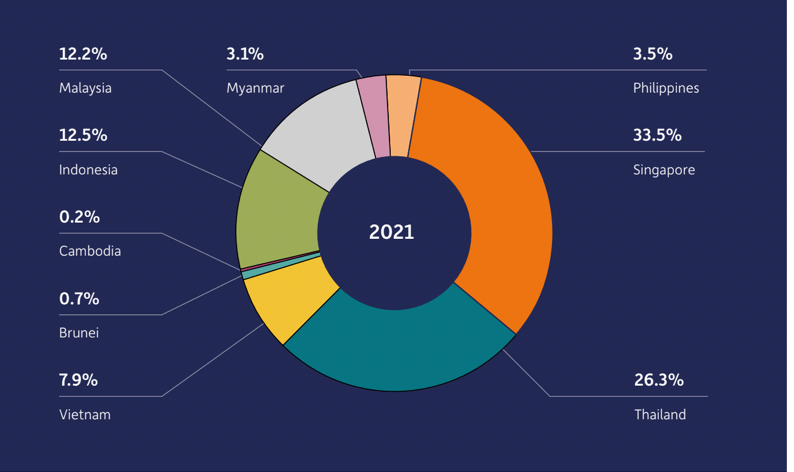 12.2%
Malaysia
3.1%
Myanmar
3.5%
Philippines
12.5%
Indonesia
33.5%
Singapore
0.2%
Cambodia
2021
0.7%
Brunei
7.9%
Vietnam
26.3%
Thailand